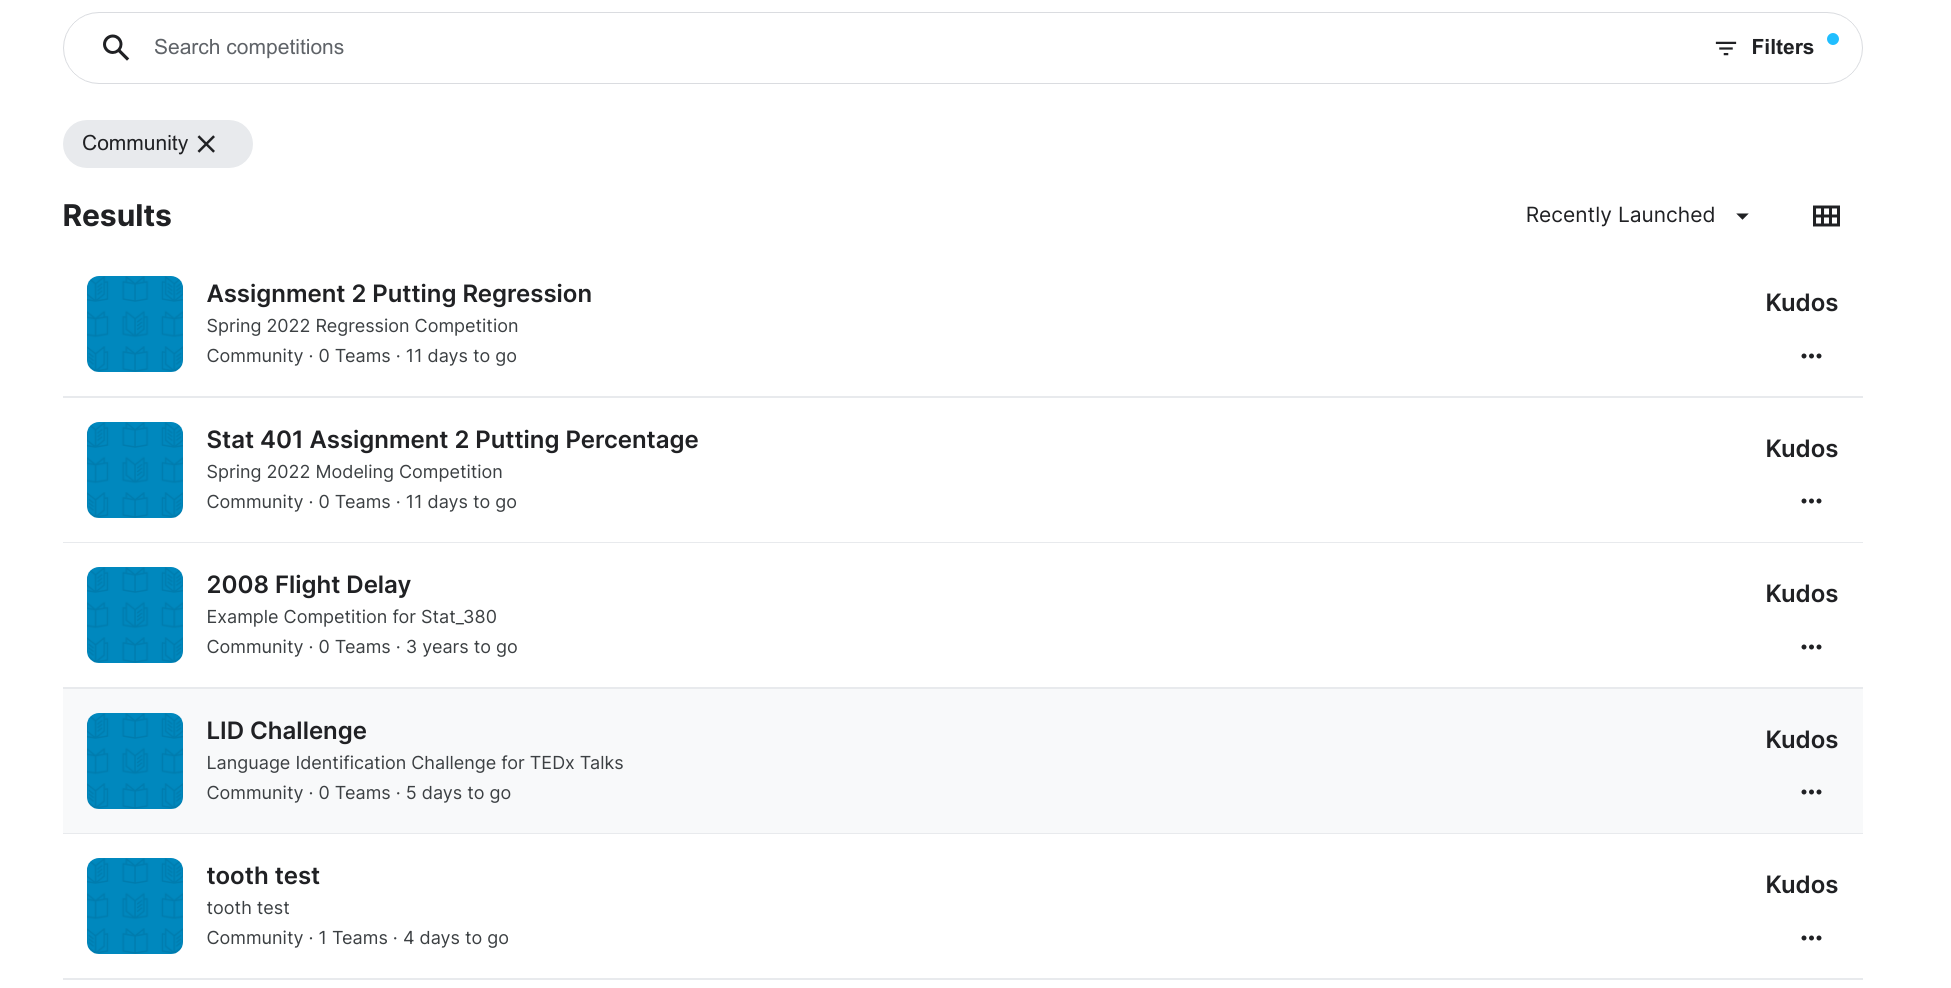 Search competitions
Filters
Community
Results
Recently Launched
Assignment 2 Putting Regression
Kudos
Spring 2022 Regression Competition
Community · 0 Teams · 11 days to go
Stat 401 Assignment 2 Putting Percentage
Kudos
Spring 2022 Modeling Competition
Community · 0 Teams · 11 days to go
2008 Flight Delay
Kudos
Example Competition for Stat_380
Community · 0 Teams · 3 years to go
LID Challenge
Kudos
Language Identification Challenge for TEDx Talks
Community · 0 Teams · 5 days to go
tooth test
Kudos
tooth test
Community · 1 Teams · 4 days to go